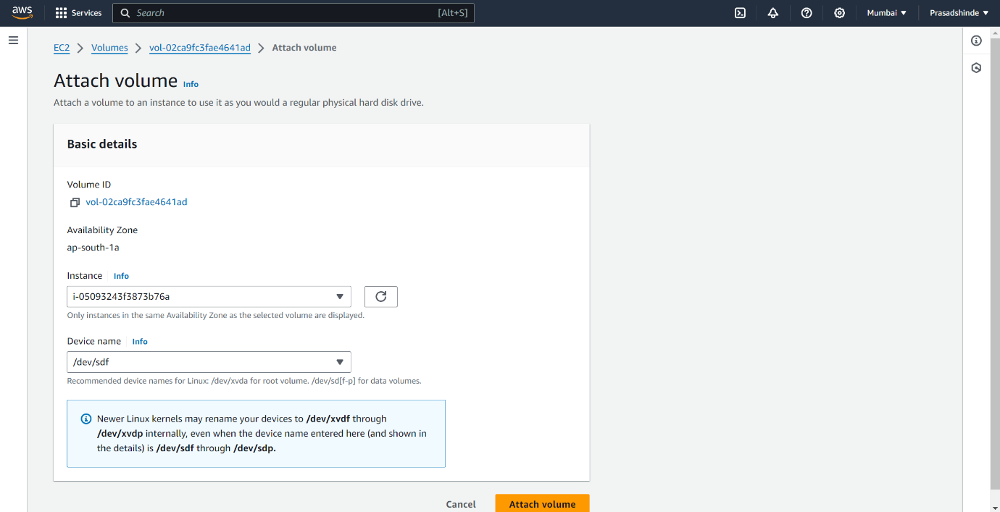 aws
Services
Search
[Alt+S]
Mumbai
Prasadshinde
EC2 Volumes vol-02ca9fc3fae4641ad Attach volume
Attach volume Info
Attach a volume to an instance to use it as you would a regular physical hard disk drive.
Basic details
Volume ID
vol-02ca9fc3fae4641ad
Availability Zone
ap-south-1a
Instance Info
i-05093243f3873b76a
Only instances in the same Availability Zone as the selected volume are displayed.
Device name Info
/dev/sdf
Recommended device names for Linux: /dev/xvda for root volume. /dev/sd[f-p] for data volumes.
Newer Linux kernels may rename your devices to /dev/xvdf through
/dev/xvdp internally, even when the device name entered here (and shown in
the details) is /dev/sdf through /dev/sdp.
Cancel Attach volume